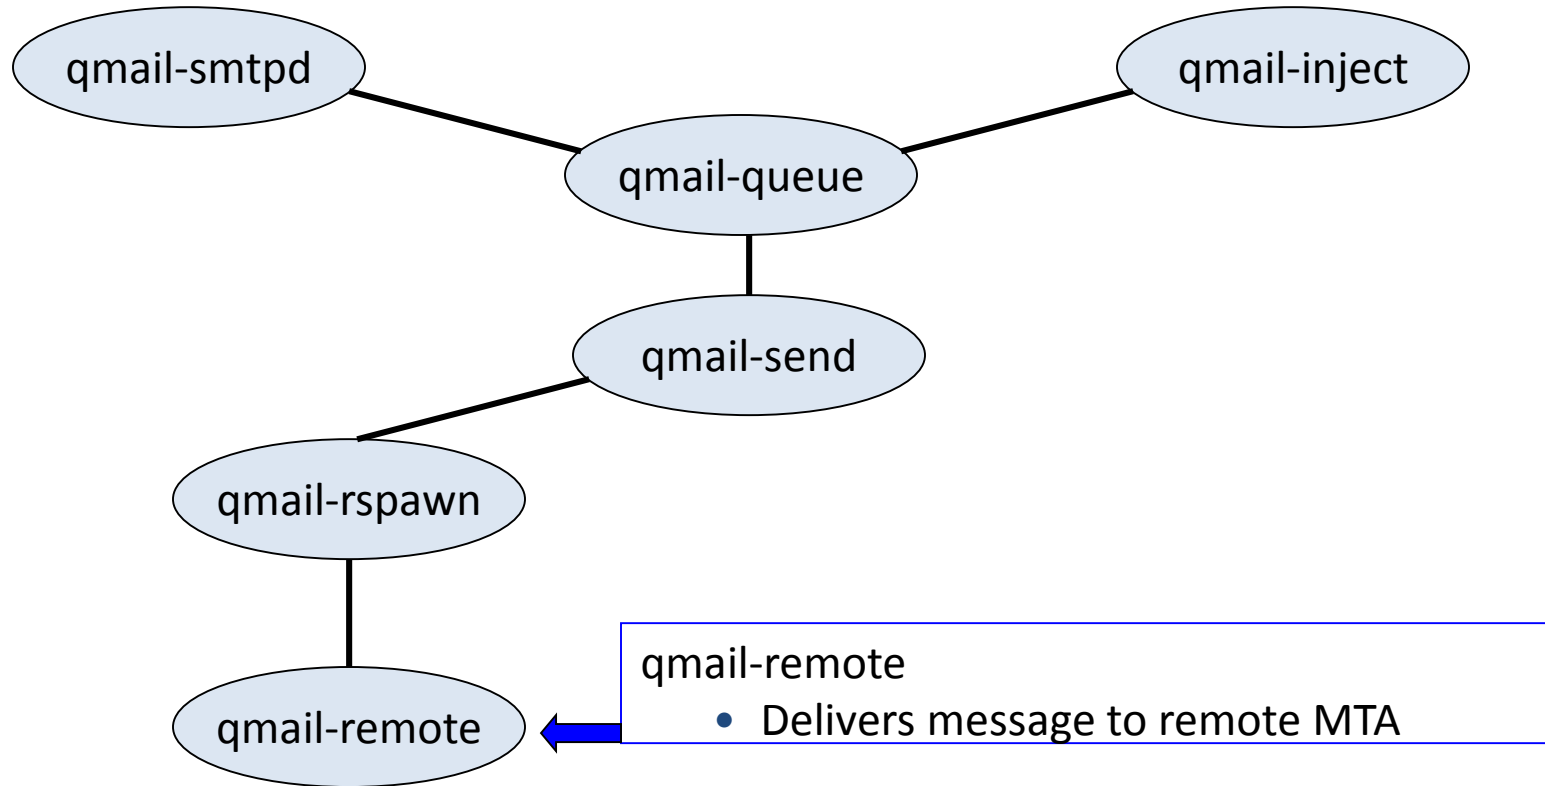 qmail-smtpd
qmail-inject
qmail-queue
qmail-send
qmail-rspawn
qmail-remote
qmail-remote
• Delivers message to remote MTA